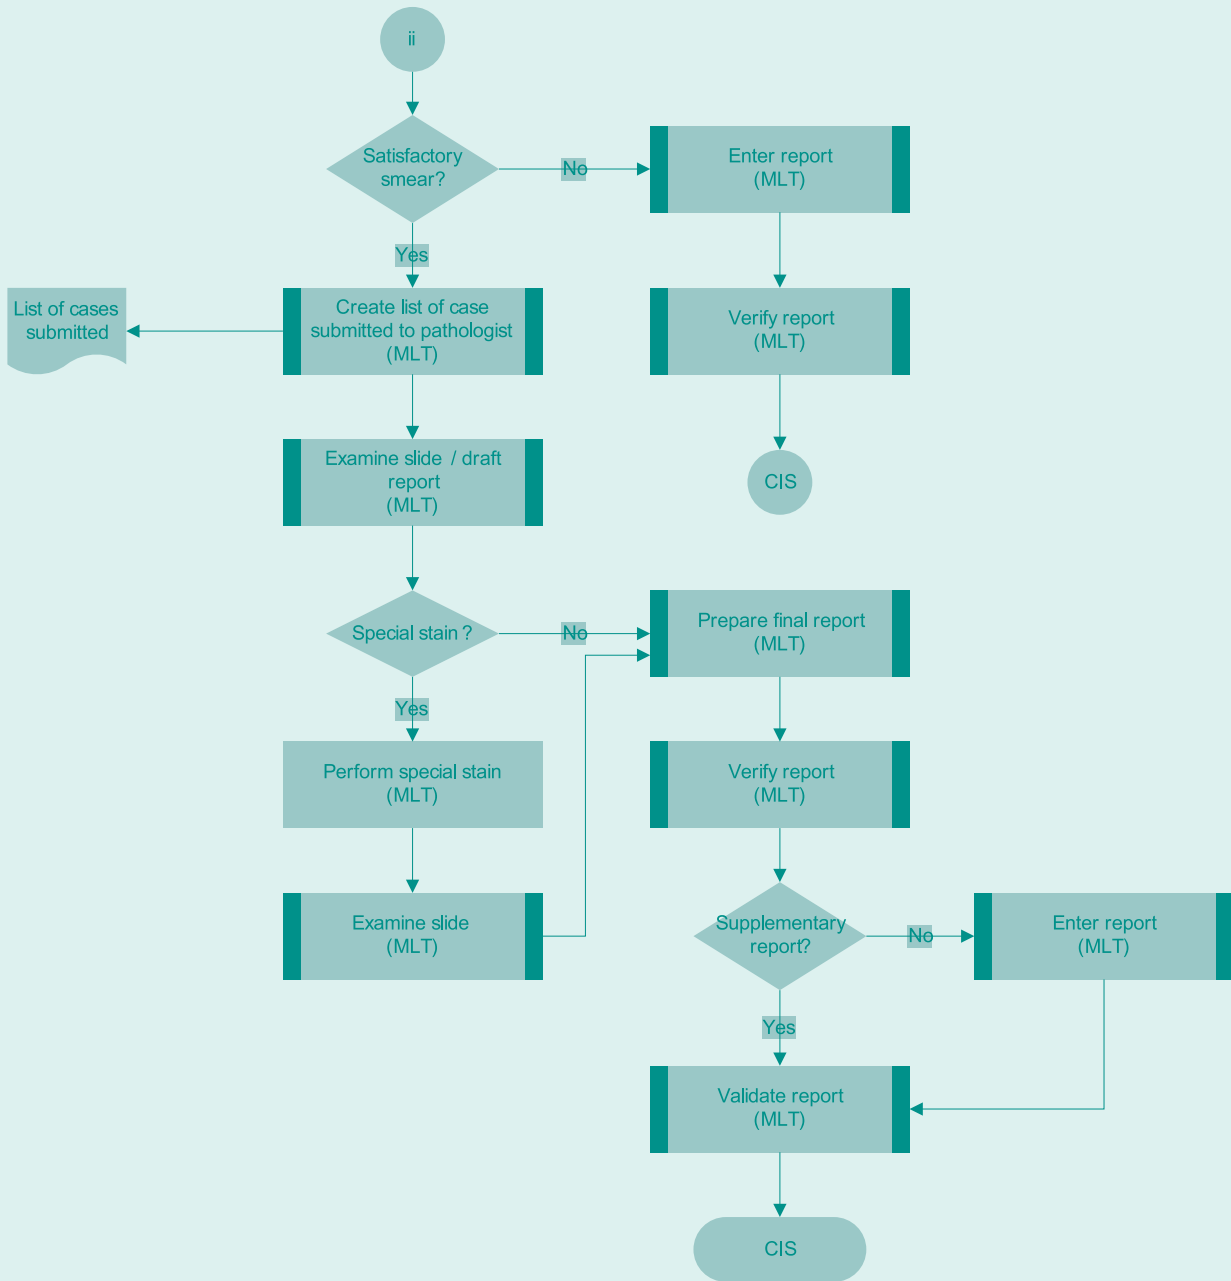 ii
Satisfactory
smear?
No
Enter report
(MLT)
Yes
List of cases
submitted
Create list of case
submitted to pathologist
(MLT)
Verify report
(MLT)
Examine slide / draft
report
(MLT)
CIS
Special stain ?
No
Prepare final report
(MLT)
Yes
Perform special stain
(MLT)
Verify report
(MLT)
Examine slide
(MLT)
Supplementary
report?
No
Enter report
(MLT)
Yes
Validate report
(MLT)
CIS